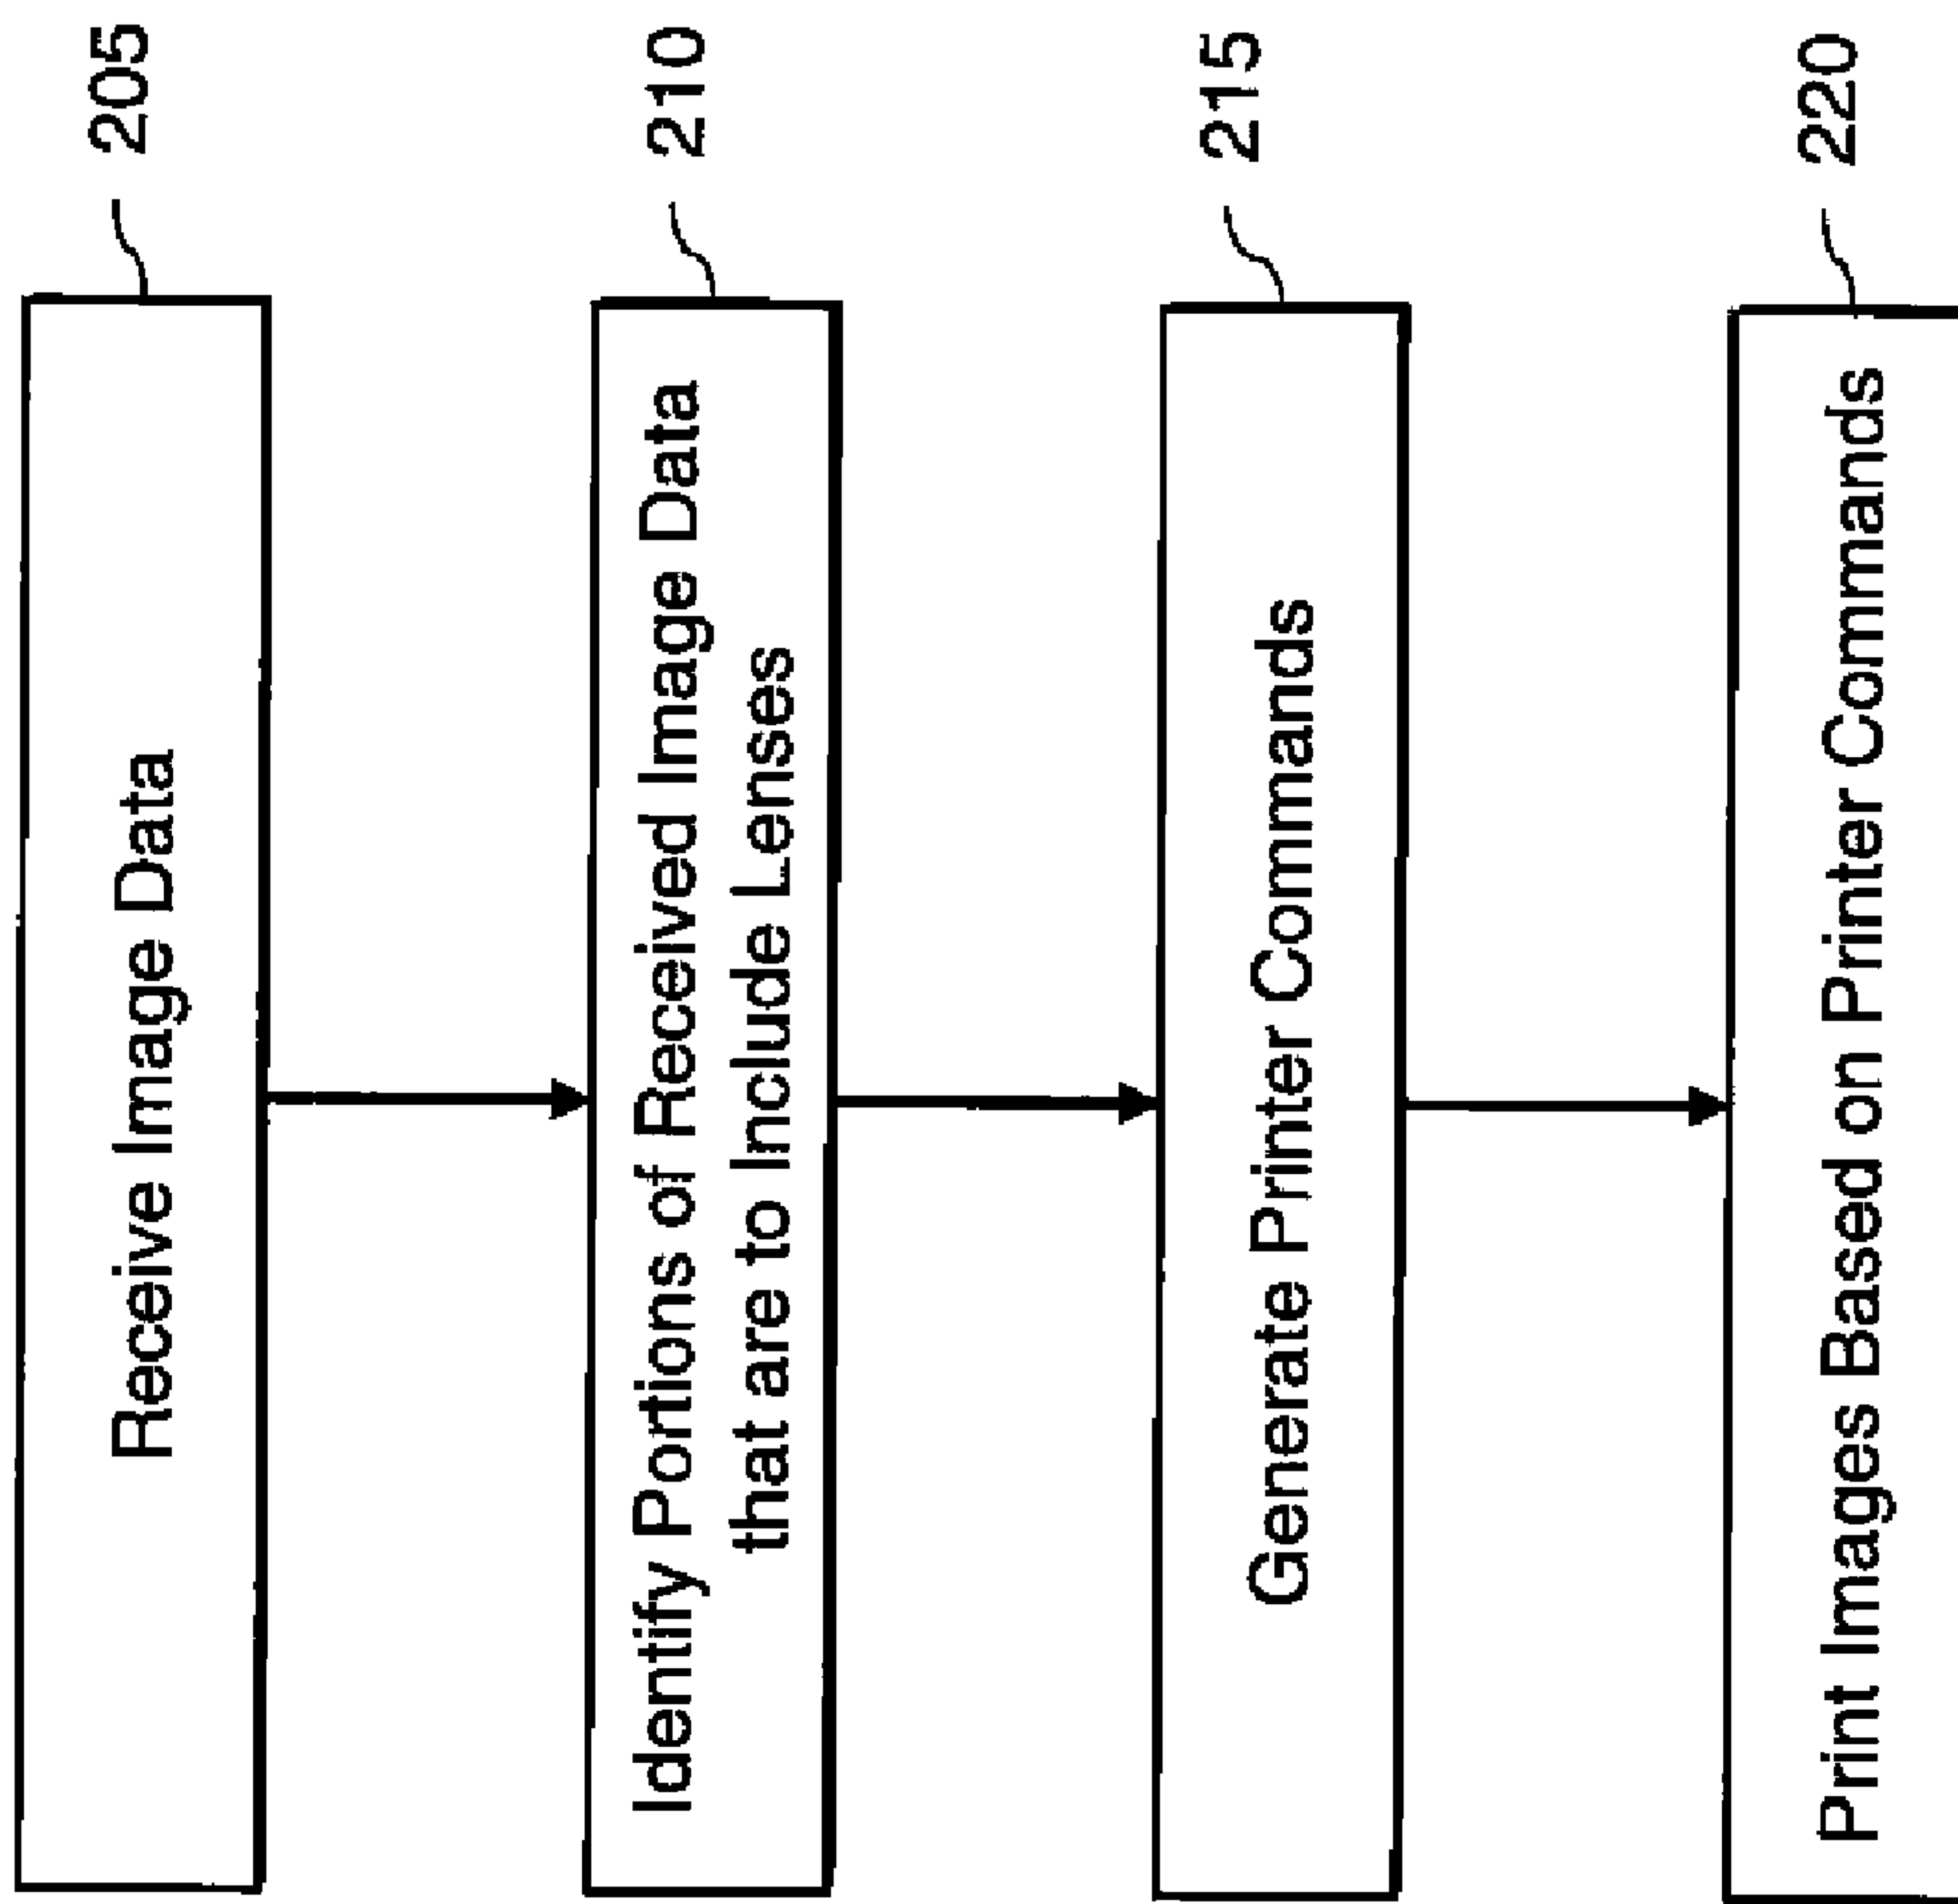 Receive Image Data
205
Identify Portions of Received Image Data
that are to Include Lenses
210
Generate Printer Commands
215
Print Images Based on Printer Commands
220